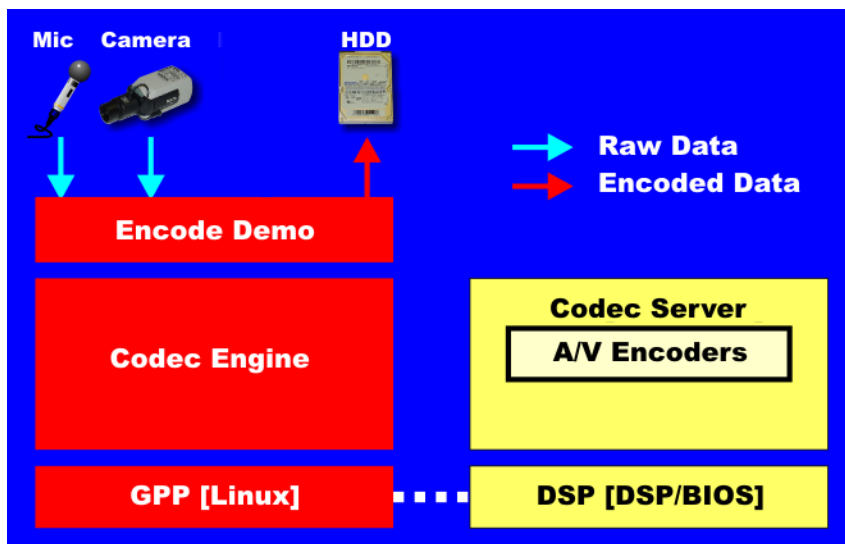 Mic Camera HDD
Raw Data
Encoded Data
Encode Demo
Codec Server
A/V Encoders
Codec Engine
GPP [Linux]
DSP [DSP/BIOS]